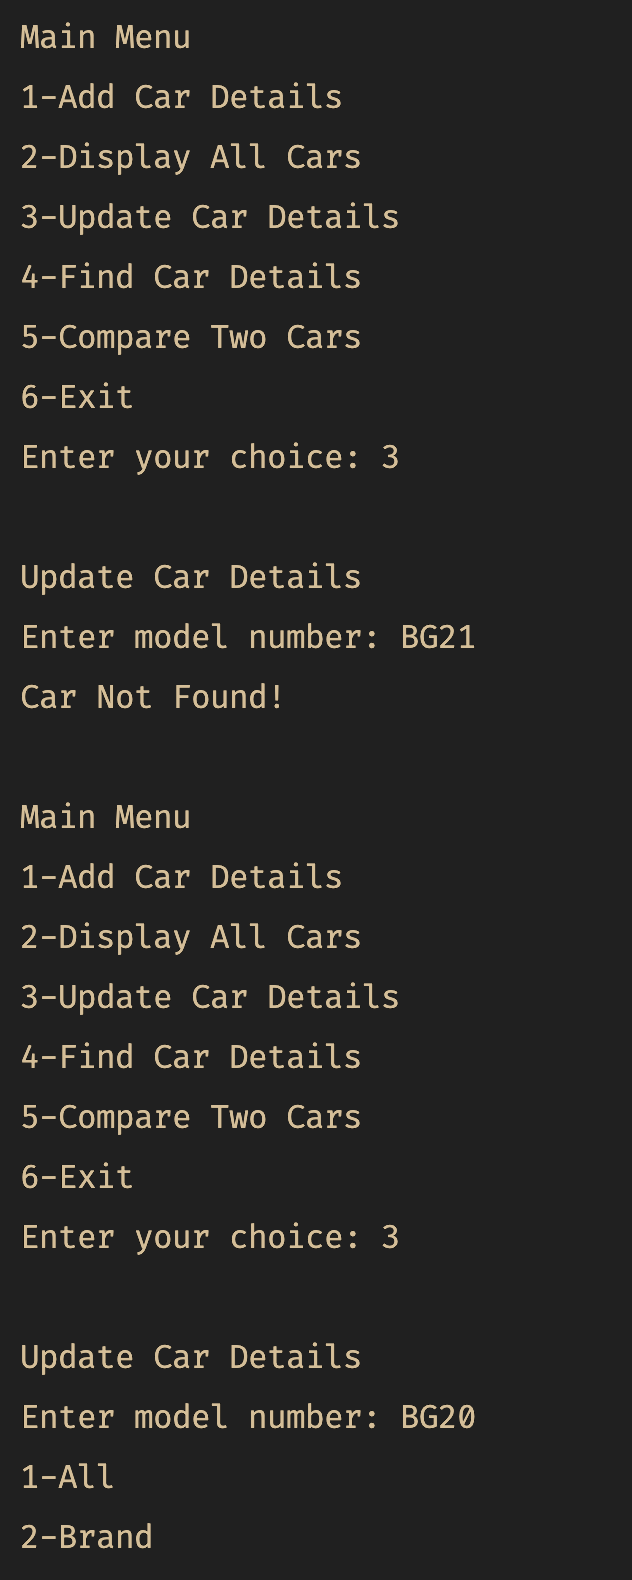 Main Menu
1-Add Car Details
2-Display All Cars
3-Update Car Details
4-Find Car Details
5-Compare Two Cars
6-Exit
Enter your choice: 3
Update Car Details
Enter model number: BG21
Car Not Found!
Main Menu
1-Add Car Details
2-Display All Cars
3-Update Car Details
4-Find Car Details
5-Compare Two Cars
6-Exit
Enter your choice: 3
Update Car Details
Enter model number: BG20
1-All
2-Brand